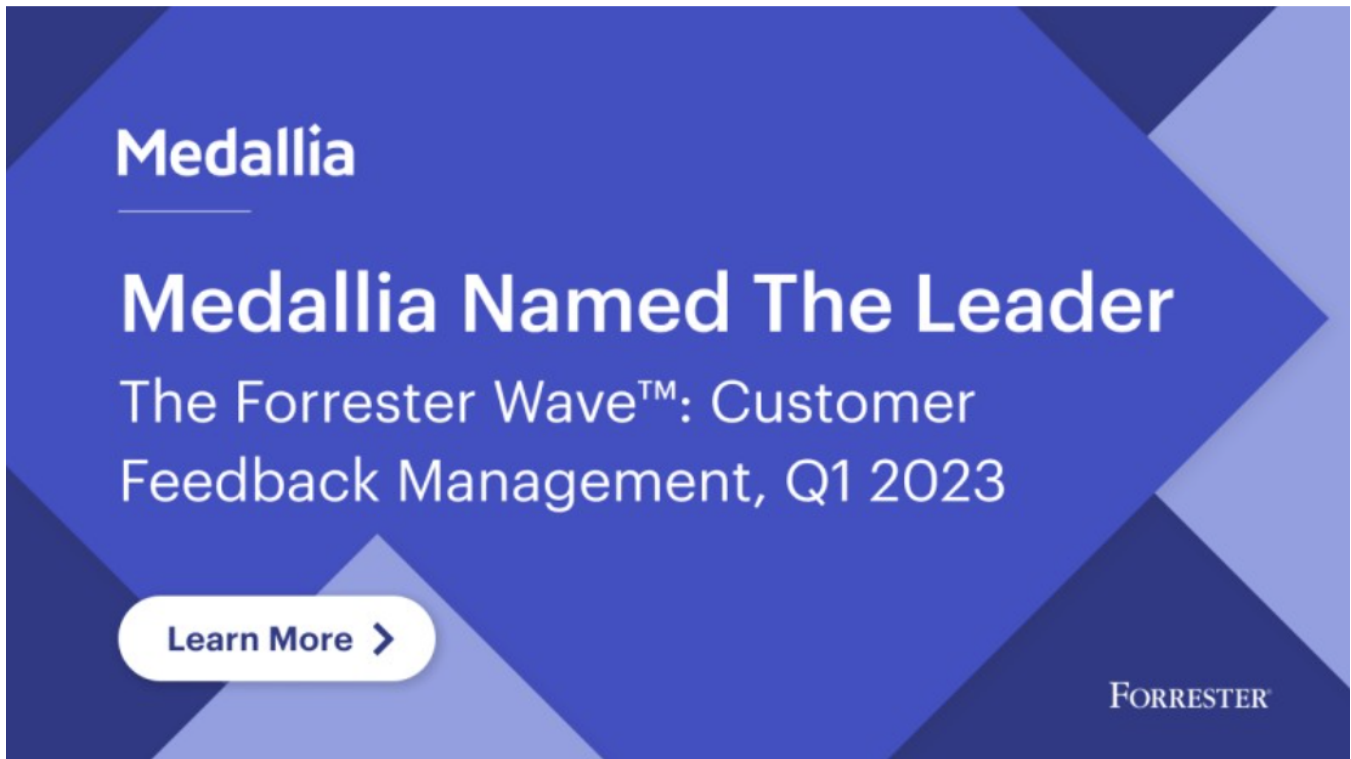 Medallia
Medallia Named The Leader
The Forrester Wave™: Customer
Feedback Management, Q1 2023
Learn More
FORRESTER®